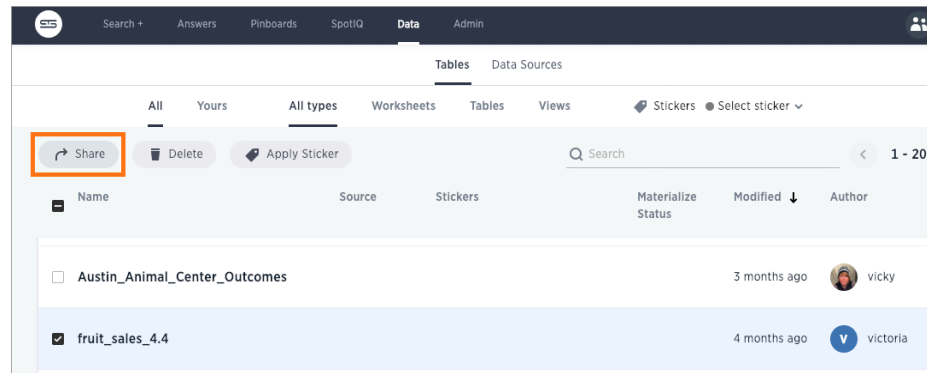 Search + Answers Pinboards SpotIQ Data Admin
Tables Data Sources
All Yours All types Worksheets Tables Views Stickers Select sticker
Share Delete Apply Sticker Search 1 - 20
Name Source Stickers Materialize Status Modified Author
Austin_Animal_Center_Outcomes 3 months ago vicky
fruit_sales_4.4 4 months ago V victoria